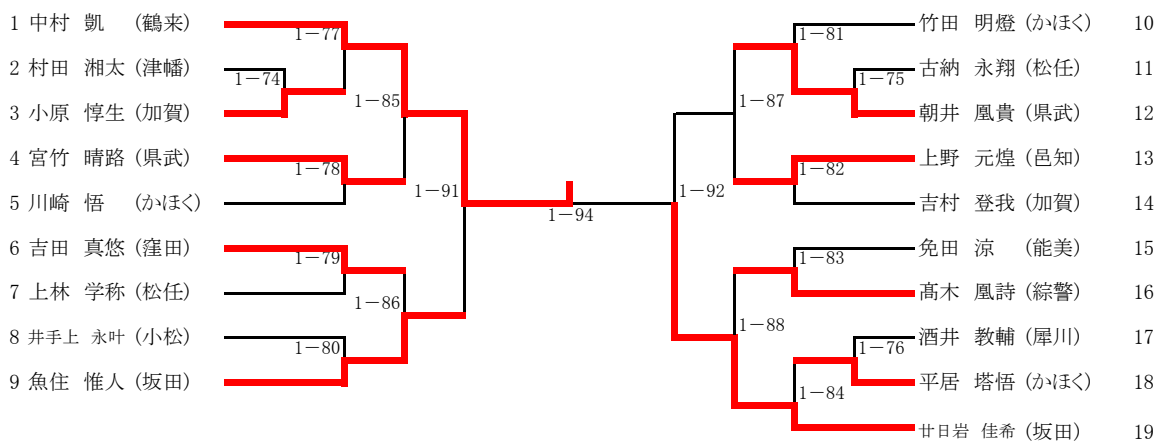 1 中村 凱 (鶴来)
2 村田 湘太 (津幡)
3 小原 惇生 (加賀)
4 宮竹 晴路 (県武)
5 川崎 悟 (かほく)
6 吉田 真悠 (窪田)
7 上林 学称 (松任)
8 井手上 永叶 (小松)
9 魚住 惟人 (坂田)
1-77
1-74
1-85
1-78
1-91
1-79
1-86
1-80
1-94
1-81
1-75
1-87
1-82
1-92
1-83
1-88
1-76
1-84
竹田 明燈 (かほく) 10
古納 永翔 (松任) 11
朝井 凰貴 (県武) 12
上野 元煌 (邑知) 13
吉村 登我 (加賀) 14
免田 涼 (能美) 15
髙木 凰詩 (綜警) 16
酒井 教輔 (犀川) 17
平居 塔悟 (かほく) 18
廿日岩 佳希 (坂田) 19